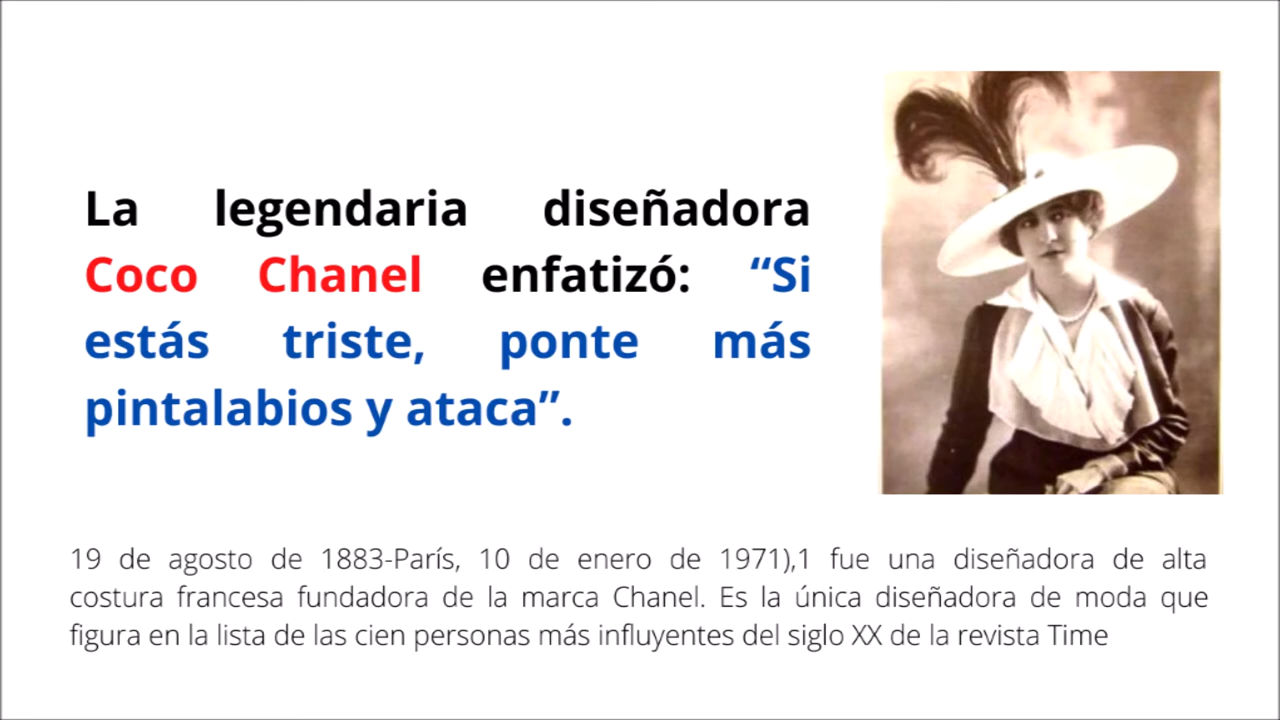 La legendaria diseñadora
Coco Chanel enfatizó: “Si
estás triste, ponte más
pintalabios y ataca”.
19 de agosto de 1883-París, 10 de enero de 1971),1 fue una diseñadora de alta
costura francesa fundadora de la marca Chanel. Es la única diseñadora de moda que
figura en la lista de las cien personas más influyentes del siglo XX de la revista Time